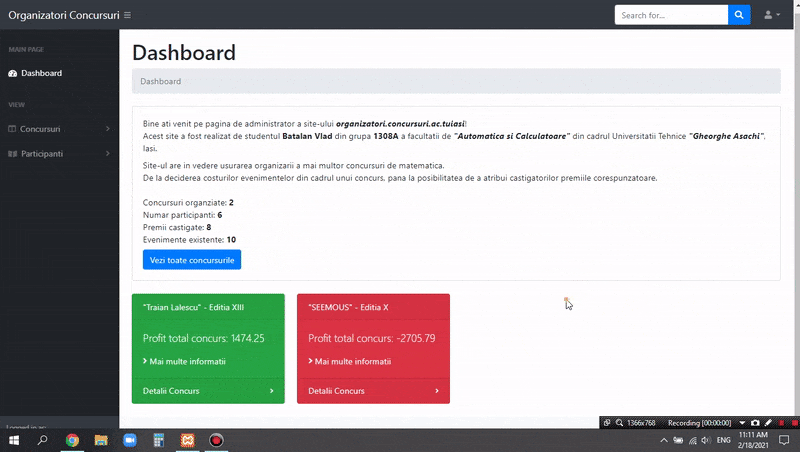 Organizatori Concursuri
Search for...
MAIN PAGE
Dashboard
VIEW
Concursuri
Participanti
Logged in as:
Dashboard
Dashboard
Bine ati venit pe pagina de administrator a site-ului organizatori.concursuri.ac.tuiasi!
Acest site a fost realizat de studentul Batalan Vlad din grupa 1308A a facultatii de "Automatica si Calculatoare" din cadrul Universitatii Tehnice "Gheorghe Asachi",
Iasi.
Site-ul are in vedere usurarea organizarii a mai multor concursuri de matematica.
De la deciderea costurilor evenimentelor din cadrul unui concurs, pana la posibilitatea de a atribui castigatorilor premiile corespunzatoare.
Concursuri organziate: 2
Numar participanti: 6
Premii castigate: 8
Evenimente existente: 10
Vezi toate concursurile
"Traian Lalescu" - Editia XIII
Profit total concurs: 1474.25
Mai multe informatii
Detalii Concurs
"SEEMOUS" - Editia X
Profit total concurs: -2705.79
Mai multe informatii
Detalii Concurs
1366x768
Recording [00:00:00]
ENG
11:11 AM
2/18/2021